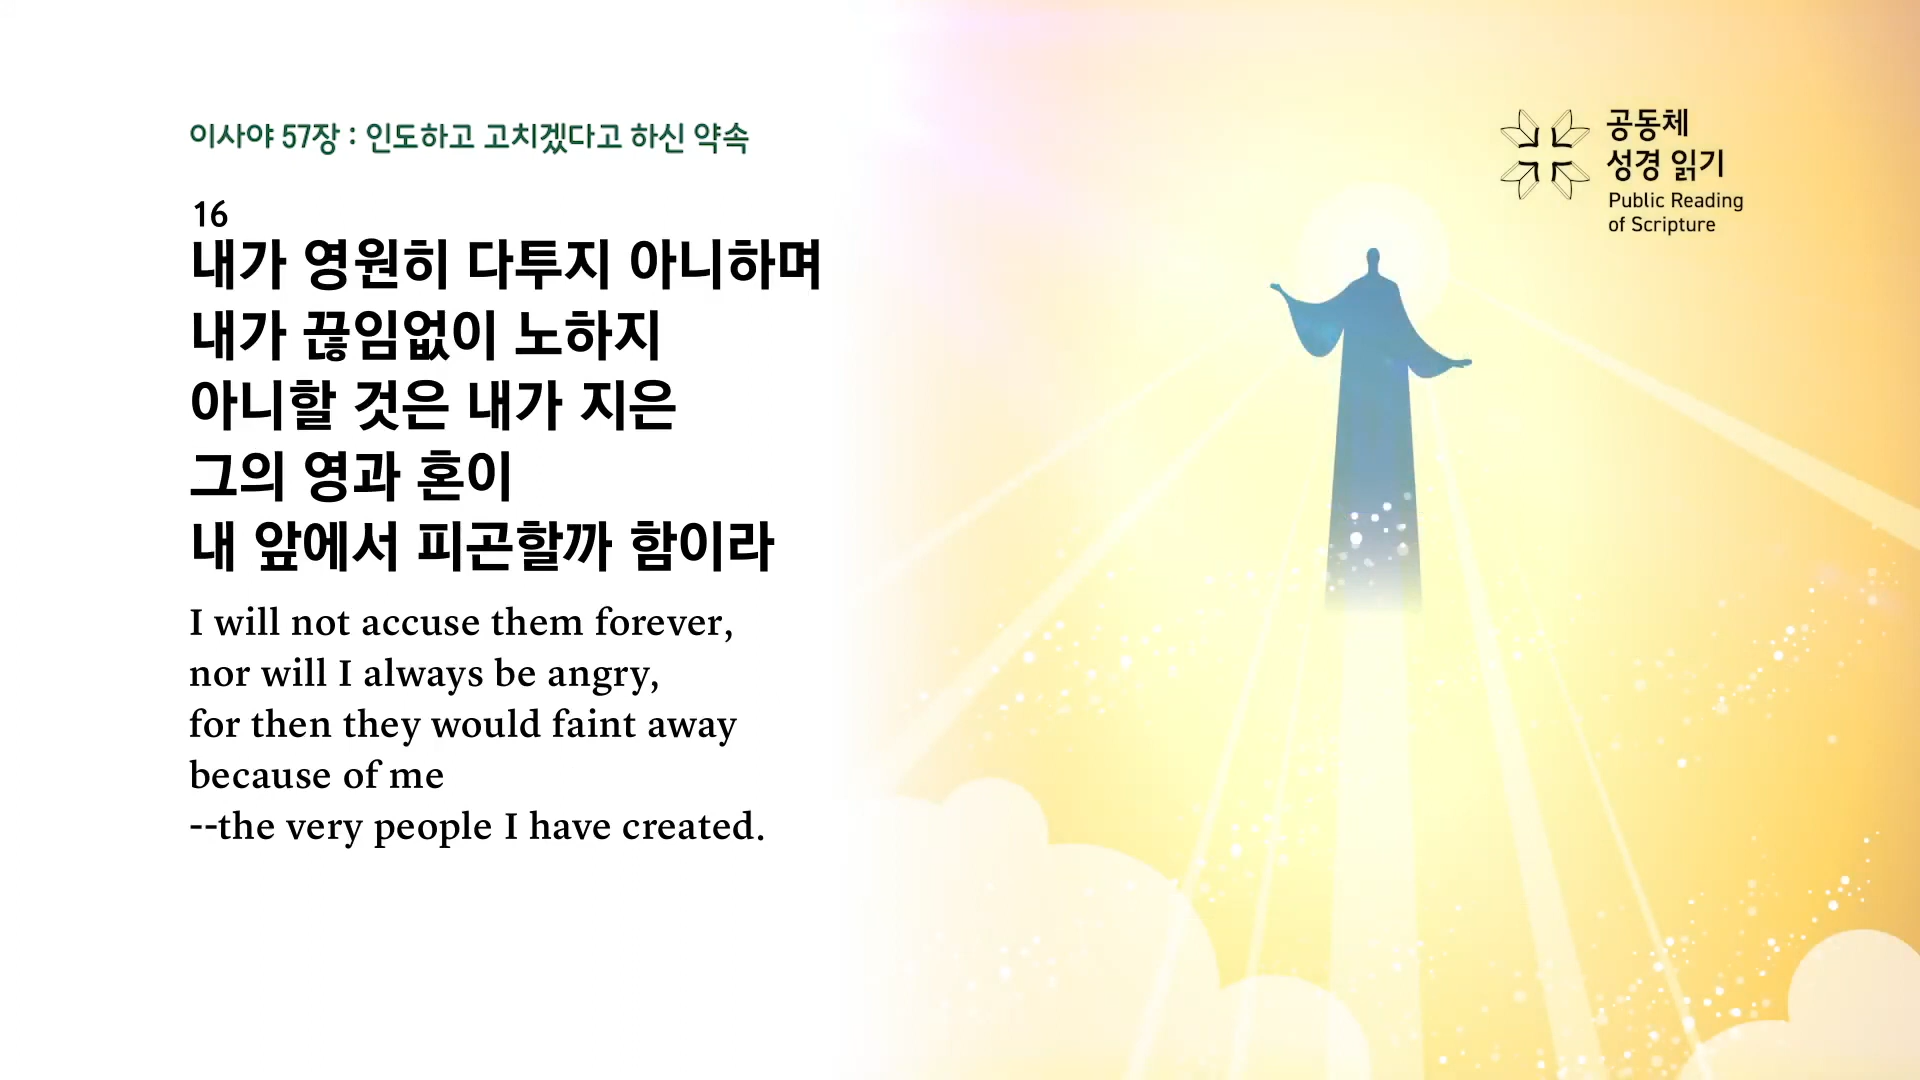 이사야 57장 : 인도하고 고치겠다고 하신 약속
16
내가 영원히 다투지 아니하며
내가 끊임없이 노하지
아니할 것은 내가 지은
그의 영과 혼이
내 앞에서 피곤할까 함이라
I will not accuse them forever,
nor will I always be angry,
for then they would faint away
because of me
--the very people I have created.
공동체
성경 읽기
Public Reading
of Scripture